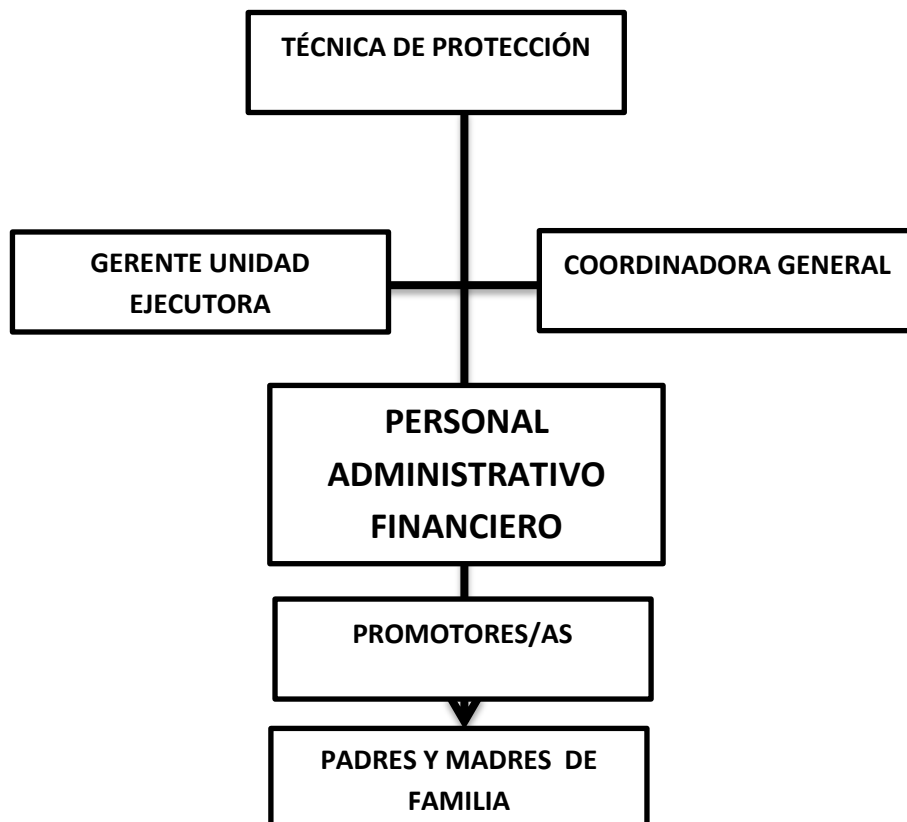 TÉCNICA DE PROTECCIÓN
GERENTE UNIDAD
EJECUTORA
COORDINADORA GENERAL
PERSONAL
ADMINISTRATIVO
FINANCIERO
PROMOTORES/AS
PADRES Y MADRES DE
FAMILIA